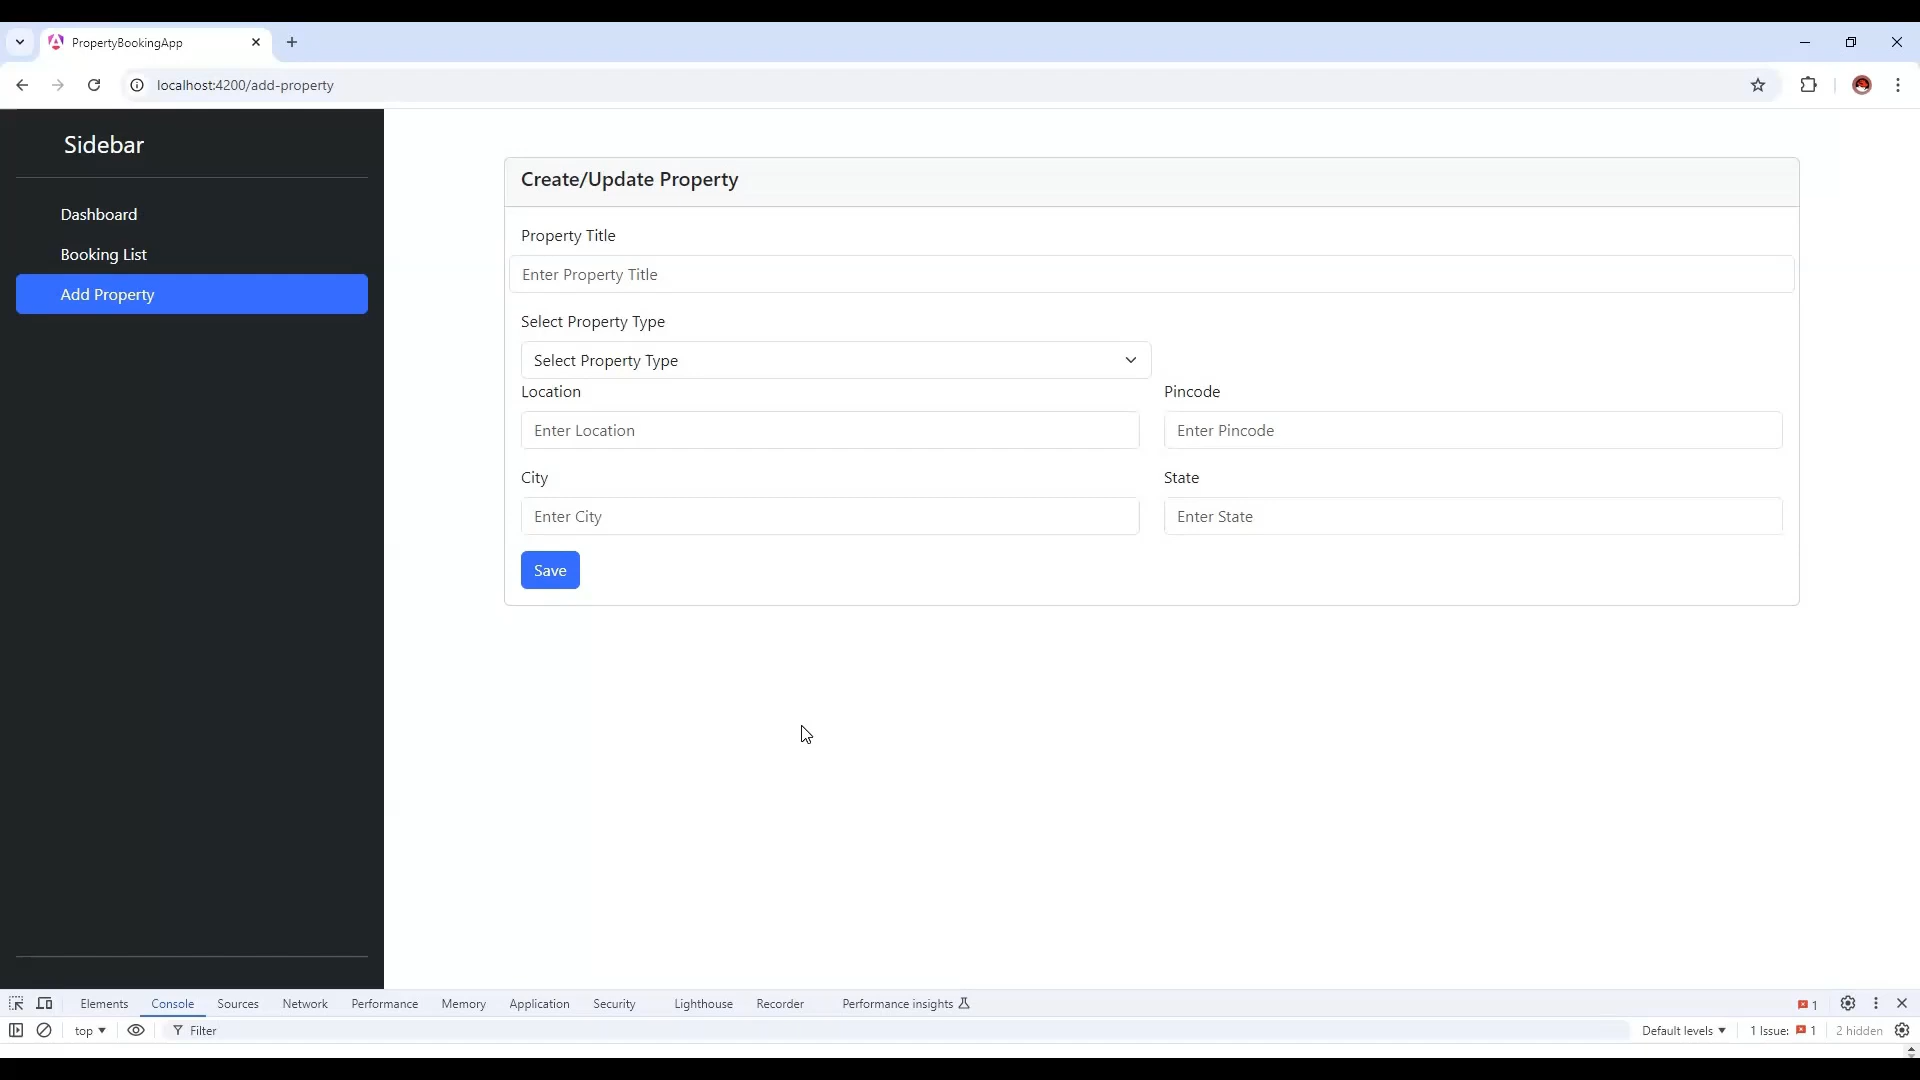 PropertyBookingApp
localhost:4200/add-property
Sidebar
Dashboard
Booking List
Add Property
Create/Update Property
Property Title
Enter Property Title
Select Property Type
Select Property Type
Location Pincode
Enter Location Enter Pincode
City State
Enter City Enter State
Save
Elements Console Sources Network Performance Memory Application Security Lighthouse Recorder Performance insights 1
top Filter Default levels 1 Issue: 1 2 hidden